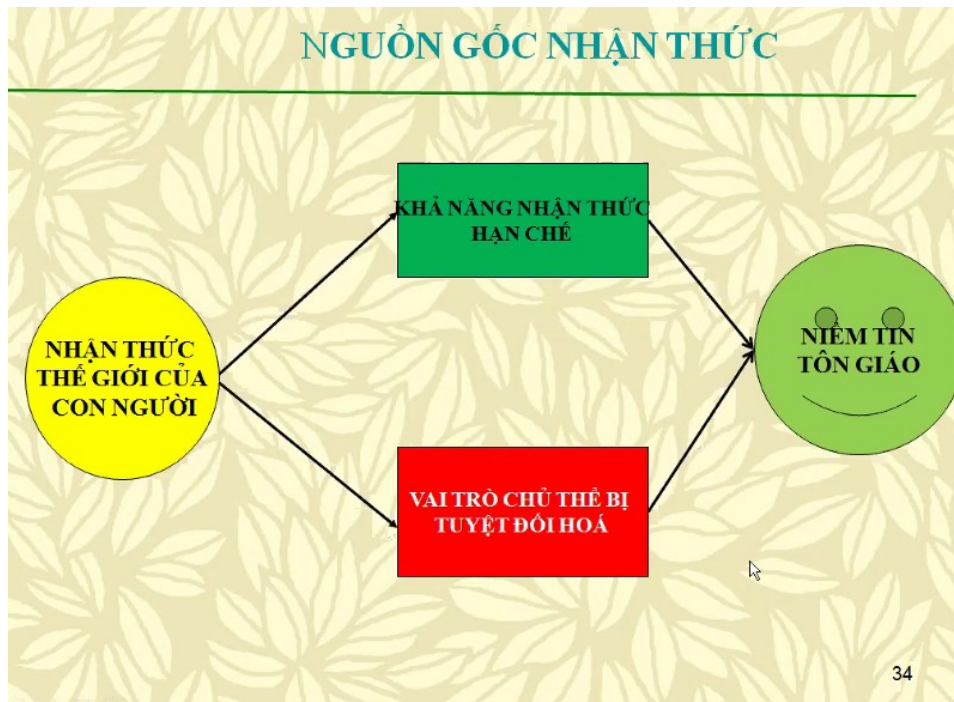 NGUỒN GỐC NHẬN THỨC
KHẢ NĂNG NHẬN THỨC
HẠN CHẾ
NHẬN THỨC
THẾ GIỚI CỦA
CON NGƯỜI
NIỀM TIN
TÔN GIÁO
VAI TRÒ CHỦ THỂ BỊ
TUYỆT ĐỐI HOÁ
34